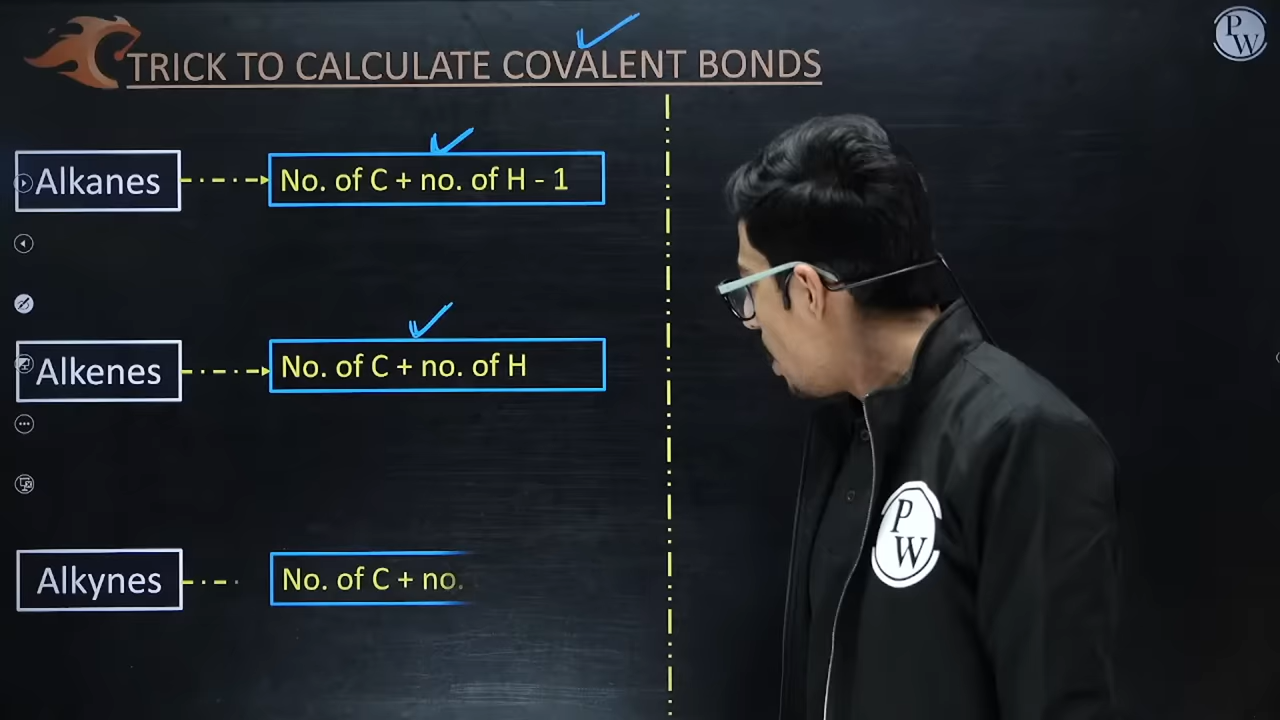 TRICK TO CALCULATE COVALENT BONDS
PW
Alkanes
No. of C + no. of H - 1
Alkenes
No. of C + no. of H
Alkynes
No. of C + no.
PW